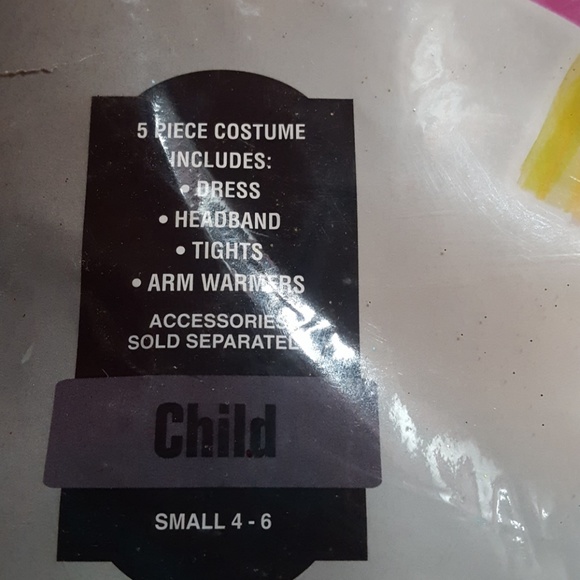 5 PIECE COSTUME
INCLUDES:
• DRESS
• HEADBAND
• TIGHTS
• ARM WARMERS
ACCESSORIES
SOLD SEPARATELY
Child
SMALL 4 - 6